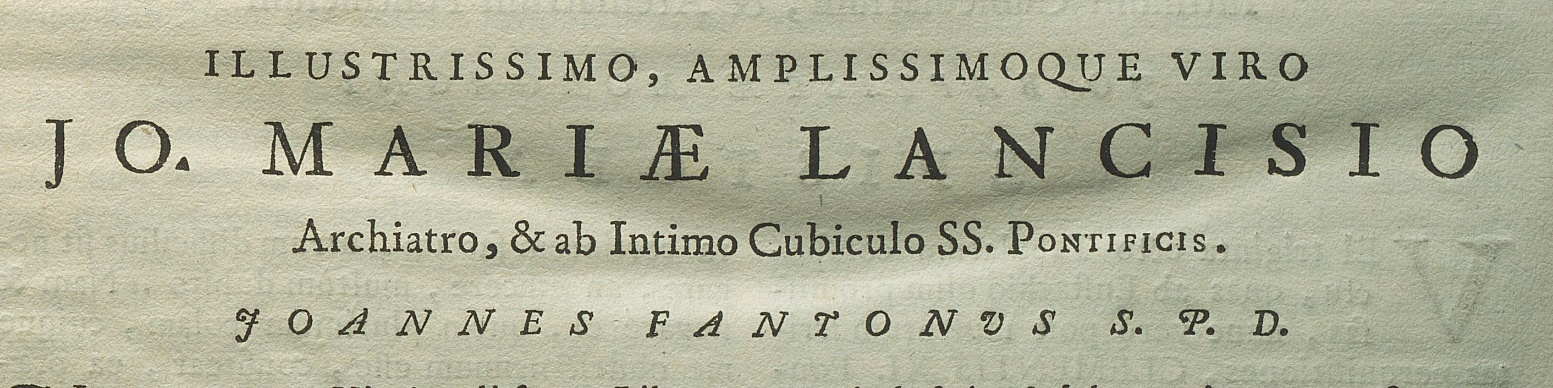 ILLUSTRISSIMO, AMPLISSIMOQUE VIRO
JO. MARIÆ LANCISIO
Archiatro, & ab Intimo Cubiculo SS. PONTIFICIS.
JOANNES FANTONUS S. P. D.